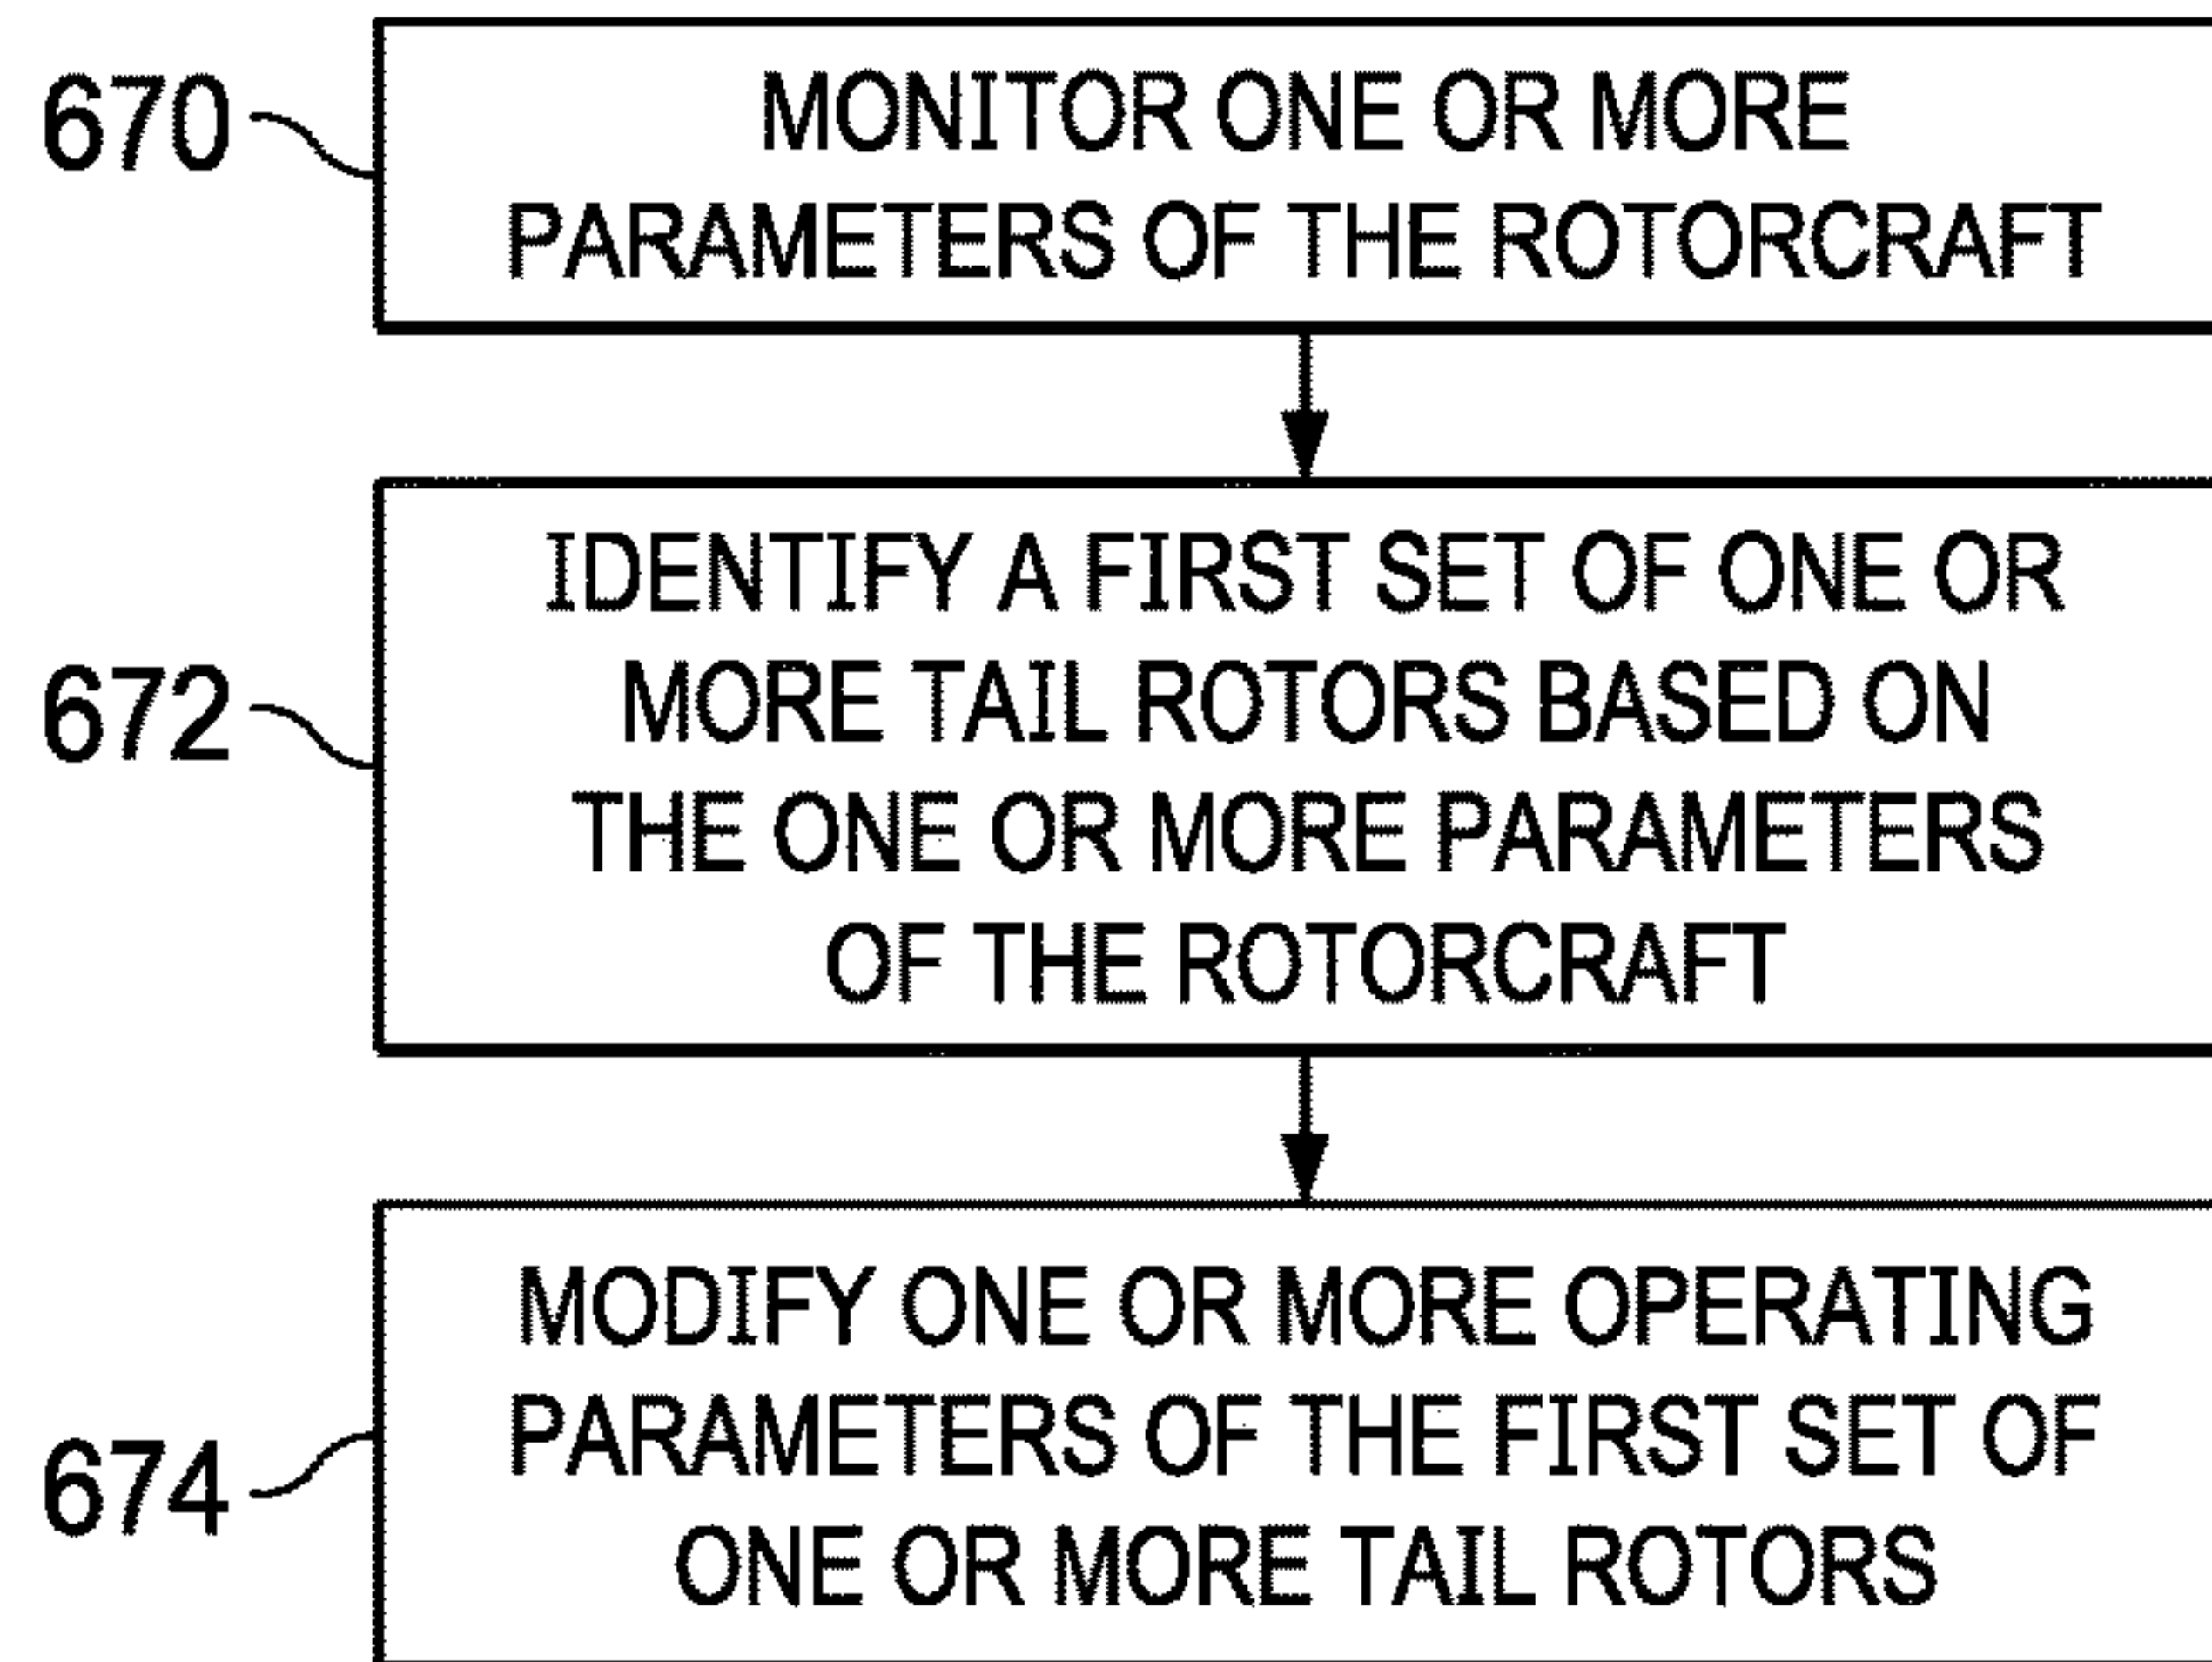 670
MONITOR ONE OR MORE
PARAMETERS OF THE ROTORCRAFT
672
IDENTIFY A FIRST SET OF ONE OR
MORE TAIL ROTORS BASED ON
THE ONE OR MORE PARAMETERS
OF THE ROTORCRAFT
674
MODIFY ONE OR MORE OPERATING
PARAMETERS OF THE FIRST SET OF
ONE OR MORE TAIL ROTORS